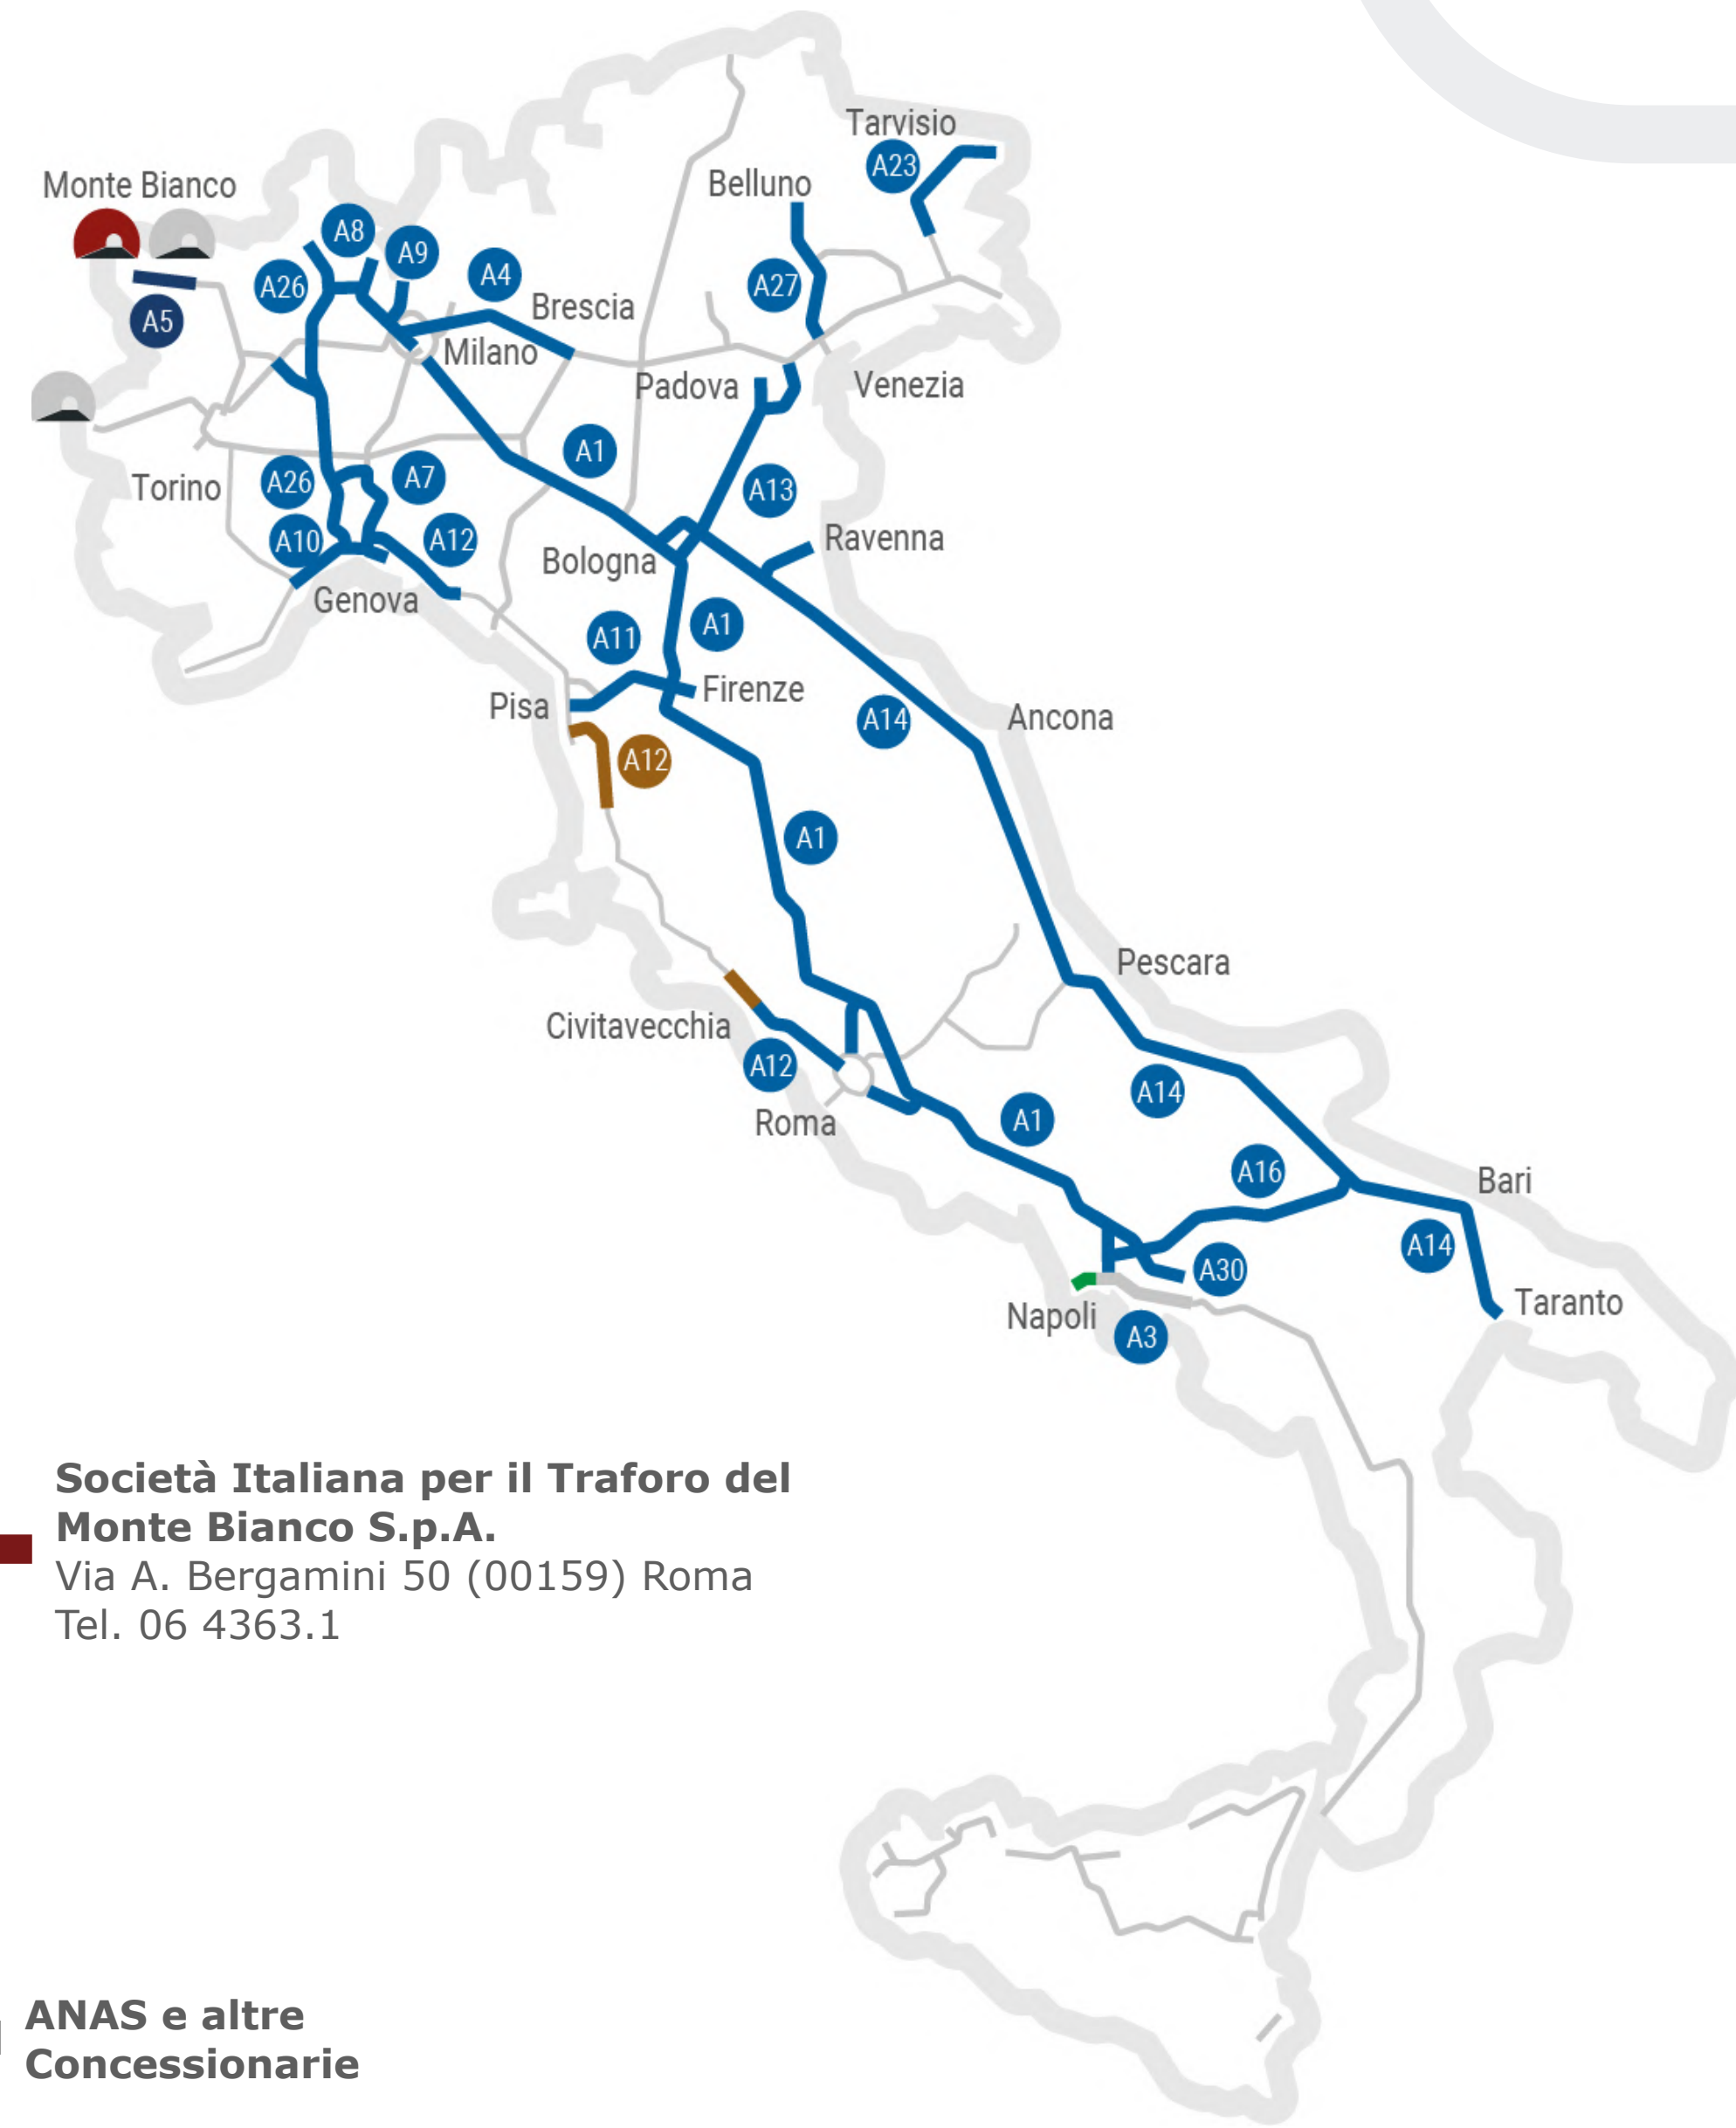 Tarvisio
A23
Monte Bianco
Belluno
A8
A9
A4
A26
A27
Brescia
A5
Milano
Padova
Venezia
A1
Torino
A26
A7
A13
A10
A12
Ravenna
Bologna
Genova
A11
A1
Pisa
Firenze
A14
Ancona
A12
A1
Pescara
Civitavecchia
A12
A14
Roma
A1
A16
Bari
A14
A30
Taranto
Napoli
A3
Società Italiana per il Traforo del
Monte Bianco S.p.A.
Via A. Bergamini 50 (00159) Roma
Tel. 06 4363.1
ANAS e altre
Concessionarie